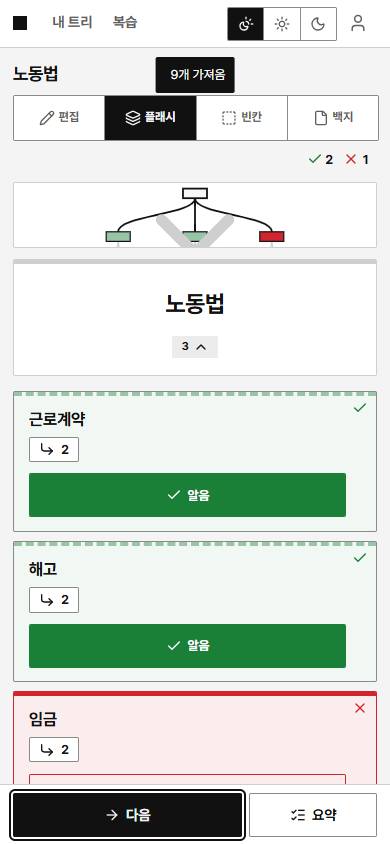 내 트리 복습
노동법
9개 가져옴
편집 플래시 빈칸 백지
2 1
노동법
3
근로계약
2
알음
해고
2
알음
임금
2
다음 요약